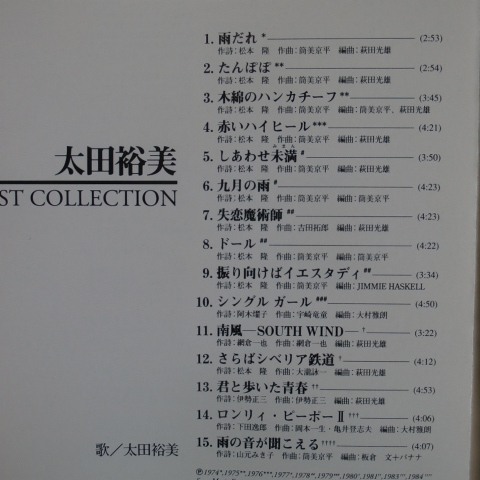 太田裕美
ST COLLECTION
歌／太田裕美
1. 雨だれ * (2:53)
作詩:松本 隆 作曲:筒美京平 編曲:萩田光雄
2. たんぽぽ ** (2:54)
作詩:松本 隆 作曲:筒美京平 編曲:萩田光雄
3. 木綿のハンカチーフ ** (3:45)
作詩:松本 隆 作曲:筒美京平 編曲:筒美京平、萩田光雄
4. 赤いハイヒール *** (4:21)
作詩:松本 隆 作曲:筒美京平 編曲:萩田光雄
5. しあわせ未満 # (3:50)
作詩:松本 隆 作曲:筒美京平 編曲:萩田光雄
6. 九月の雨 # (4:23)
作詩:松本 隆 作曲:筒美京平 編曲:筒美京平
7. 失恋魔術師 ## (4:23)
作詩:松本 隆 作曲:吉田拓郎 編曲:萩田光雄
8. ドール ## (4:22)
作詩:松本 隆 作曲:筒美京平 編曲:筒美京平
9. 振り向けばイエスタディ ## (3:34)
作詩:松本 隆 作曲:筒美京平 編曲:JIMMIE HASKELL
10. シングル ガール ### (4:50)
作詩:阿木燿子 作曲:宇崎竜童 編曲:大村雅朗
11. 南風―SOUTH WIND― † (3:22)
作詩:網倉一也 作曲:網倉一也 編曲:萩田光雄
12. さらばシベリア鉄道 † (4:12)
作詩:松本 隆 作曲:大瀧詠一 編曲:萩田光雄
13. 君と歩いた青春 †† (4:53)
作詩:伊勢正三 作曲:伊勢正三 編曲:萩田光雄
14. ロンリィ・ピーポーⅡ ††† (4:06)
作詩:下田逸郎 作曲:岡本一生・亀井登志夫 編曲:大村雅朗
15. 雨の音が聞こえる †††† (4:07)
作詩:山元みき子 作曲:筒美京平 編曲:板倉 文＋バナナ